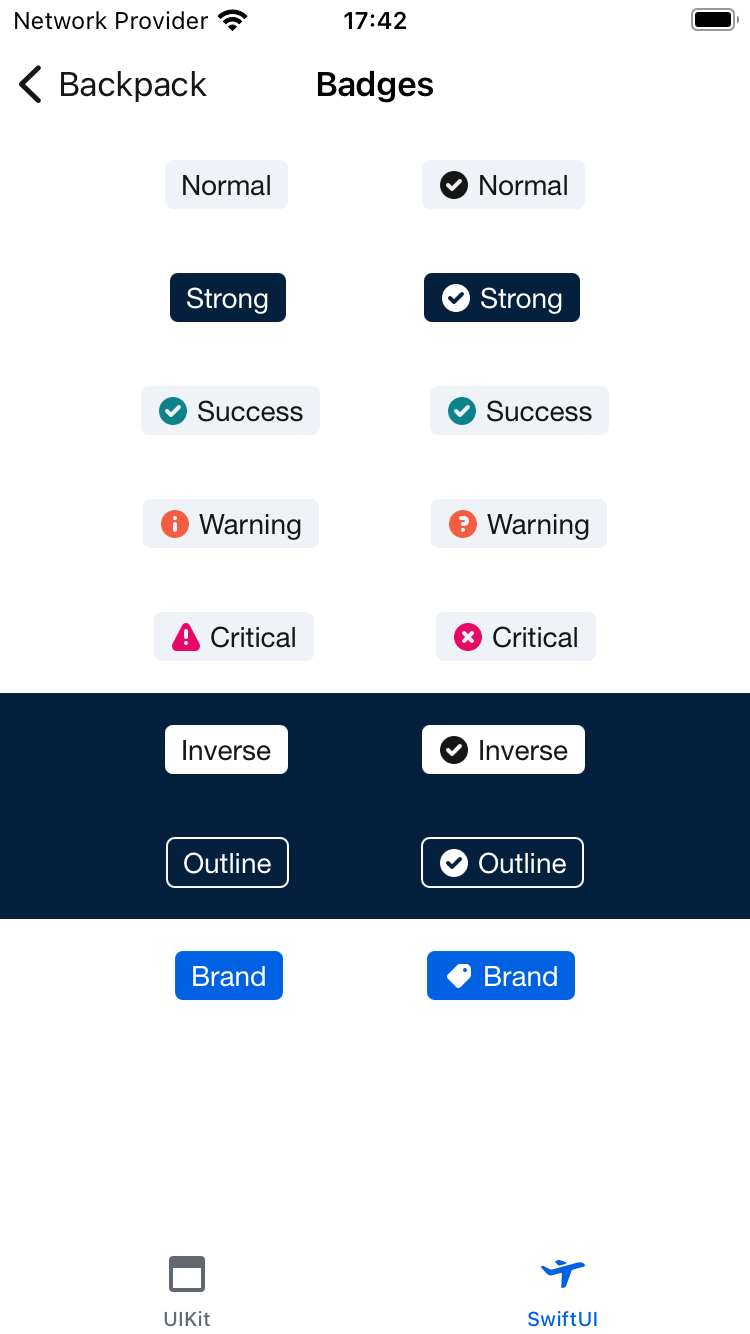 Network Provider 17:42
Backpack Badges
Normal Normal
Strong Strong
Success Success
Warning Warning
Critical Critical
Inverse Inverse
Outline Outline
Brand Brand
UIKit SwiftUI